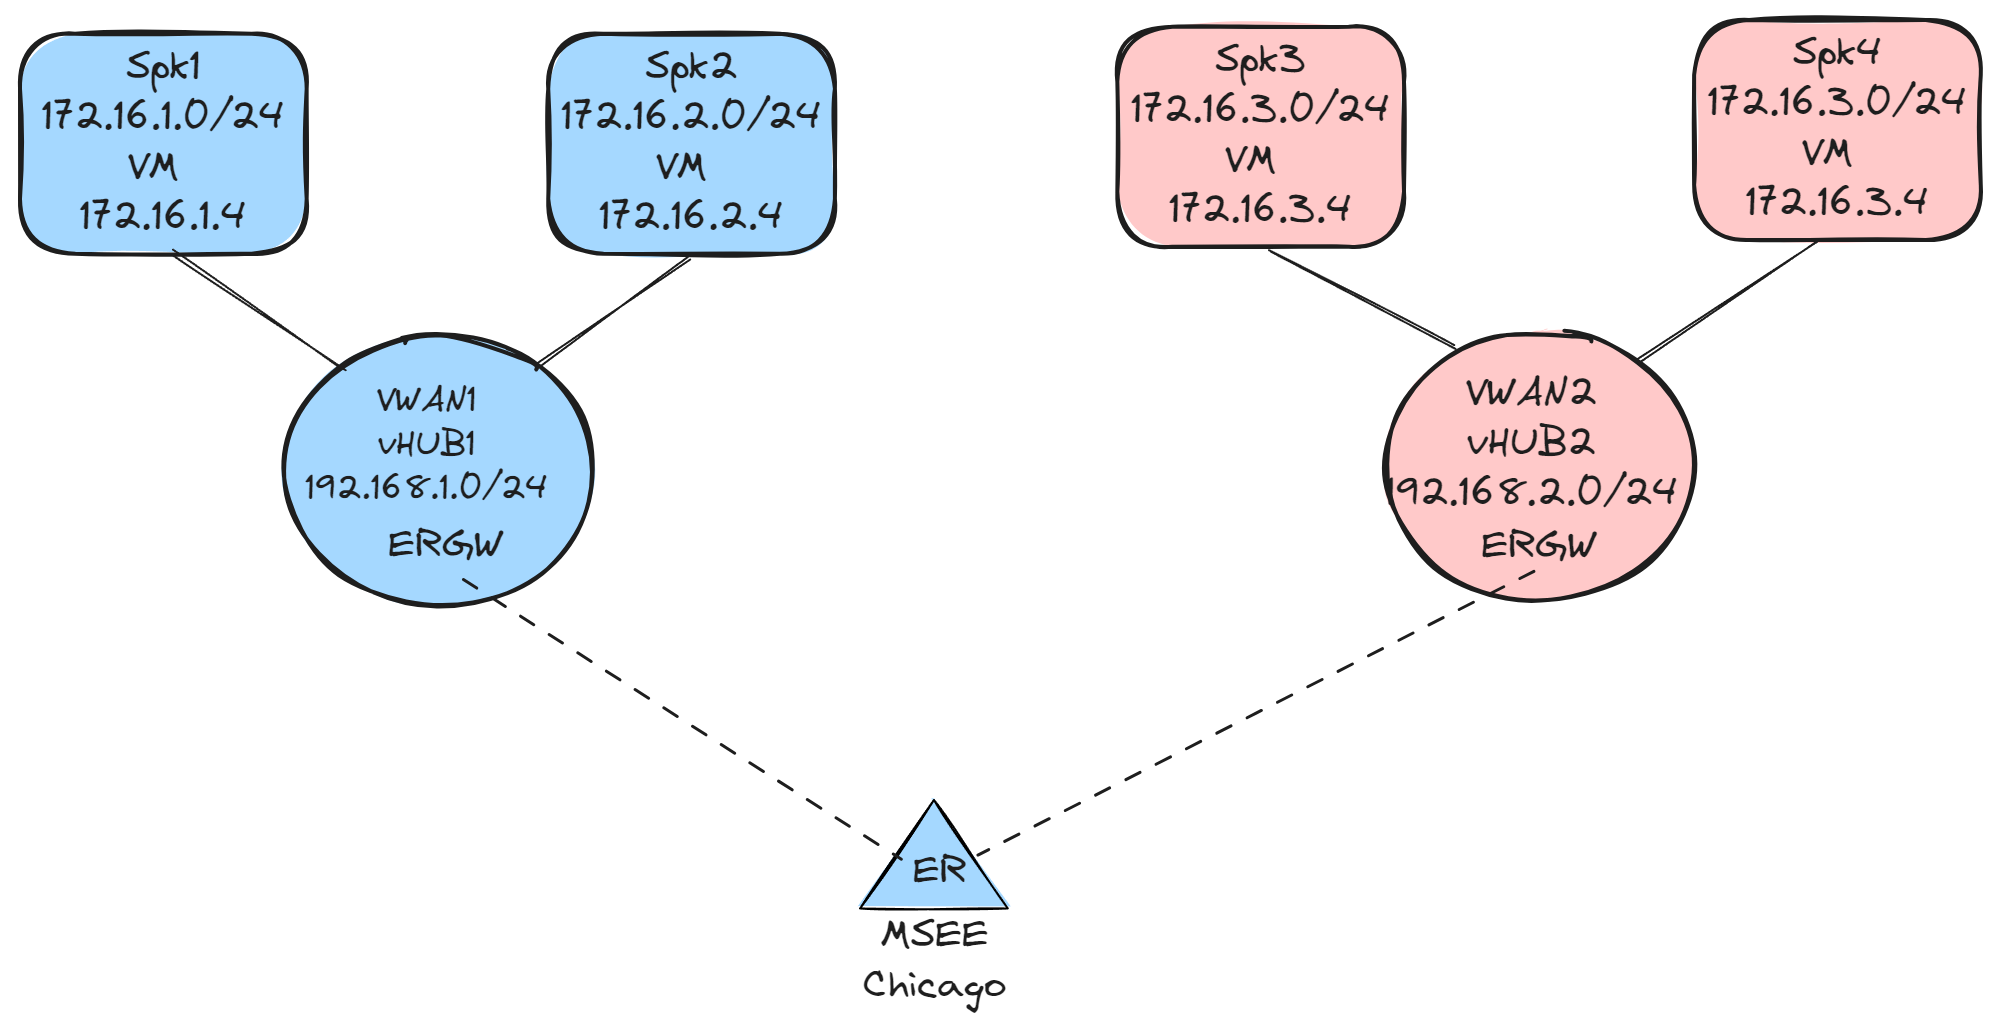 Spk1
172.16.1.0/24
VM
172.16.1.4
Spk2
172.16.2.0/24
VM
172.16.2.4
Spk3
172.16.3.0/24
VM
172.16.3.4
Spk4
172.16.3.0/24
VM
172.16.3.4
VWAN1
vHUB1
192.168.1.0/24
ERGW
VWAN2
vHUB2
192.168.2.0/24
ERGW
ER
MSEE
Chicago